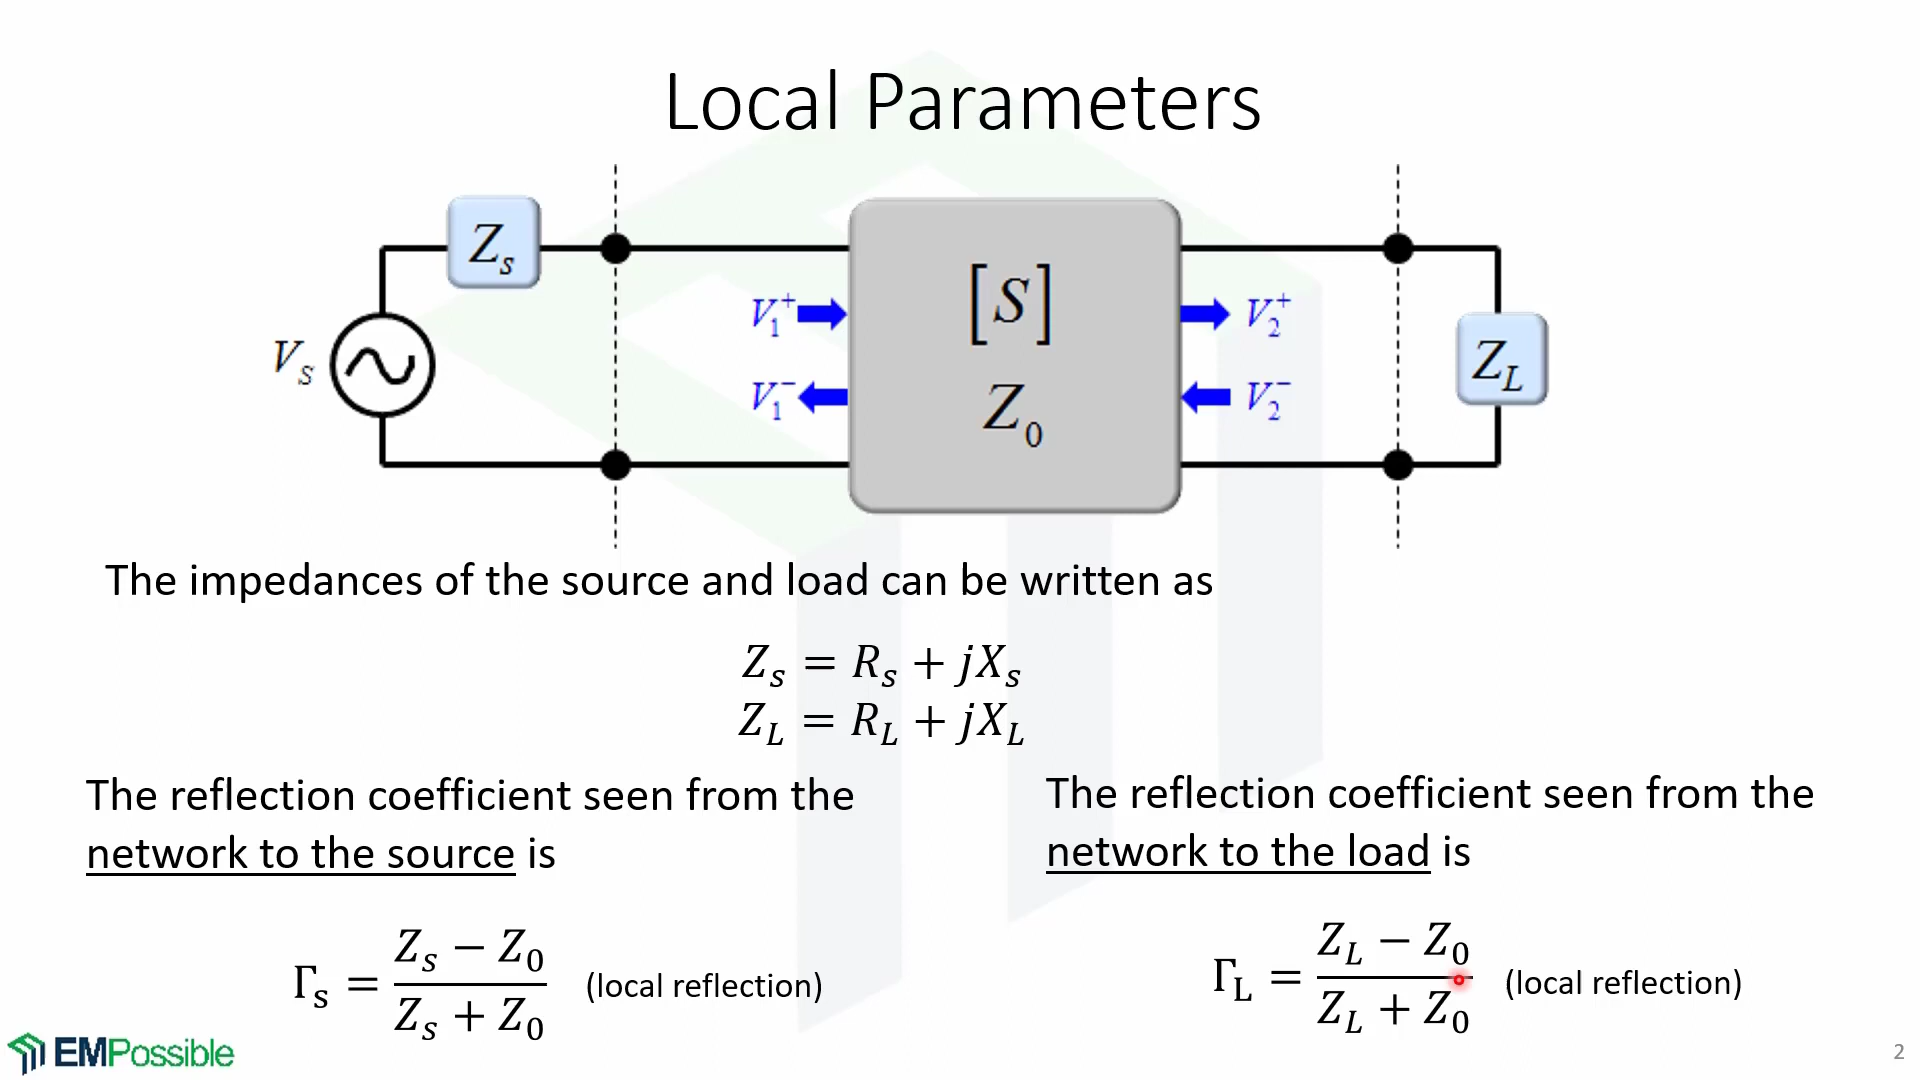 Local Parameters
Z_s
V_S
V_1^+
V_1^-
[S]
Z_0
V_2^+
V_2^-
Z_L
The impedances of the source and load can be written as
Z_s = R_s + jX_s
Z_L = R_L + jX_L
The reflection coefficient seen from the
network to the source is
Γ_s = (Z_s − Z_0)/(Z_s + Z_0) (local reflection)
The reflection coefficient seen from the
network to the load is
Γ_L = (Z_L − Z_0)/(Z_L + Z_0) (local reflection)
EMPossible
2